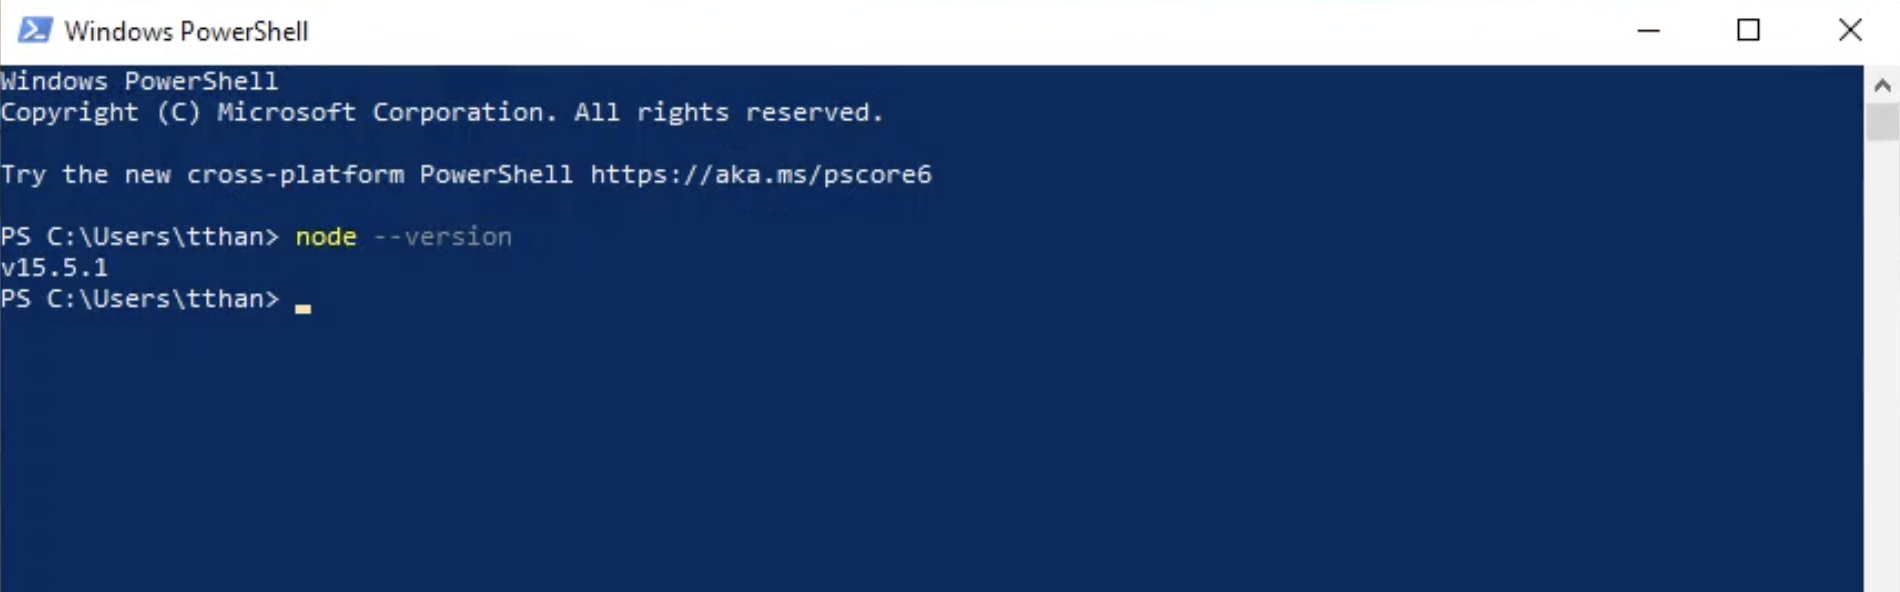 Windows PowerShell
Windows PowerShell
Copyright (C) Microsoft Corporation. All rights reserved.
Try the new cross-platform PowerShell https://aka.ms/pscore6
PS C:\Users\tthan> node --version
v15.5.1
PS C:\Users\tthan>